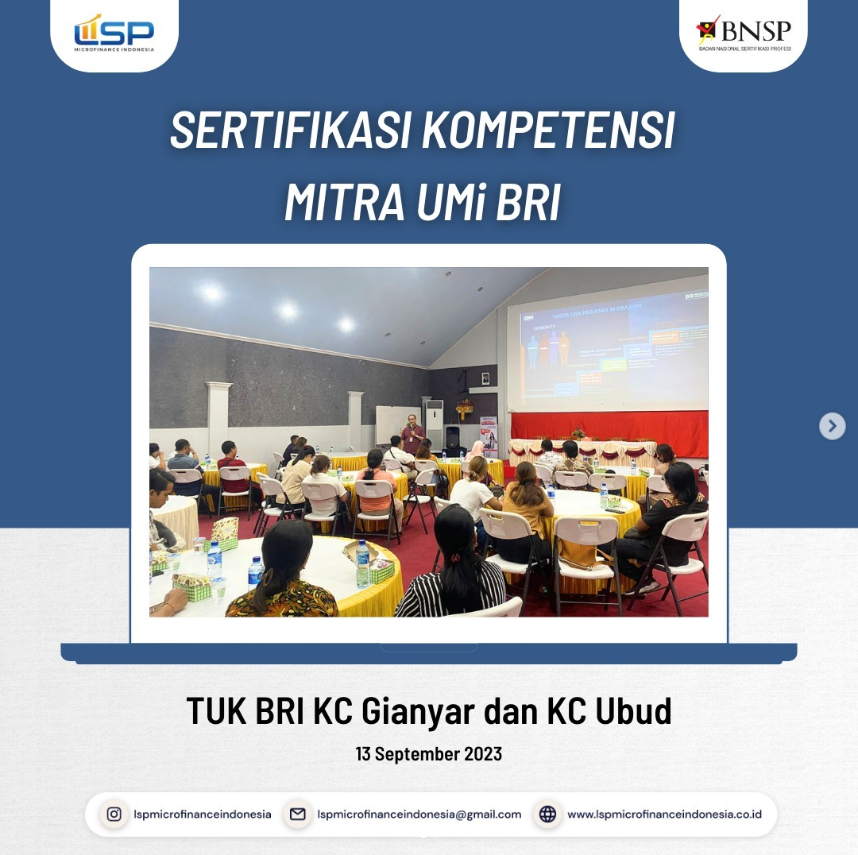 LSP
MICROFINANCE INDONESIA
BNSP
BADAN NASIONAL SERTIFIKASI PROFESI
SERTIFIKASI KOMPETENSI
MITRA UMi BRI
TUK BRI KC Gianyar dan KC Ubud
13 September 2023
lspmicrofinanceindonesia
lspmicrofinanceindonesia@gmail.com
www.lspmicrofinanceindonesia.co.id